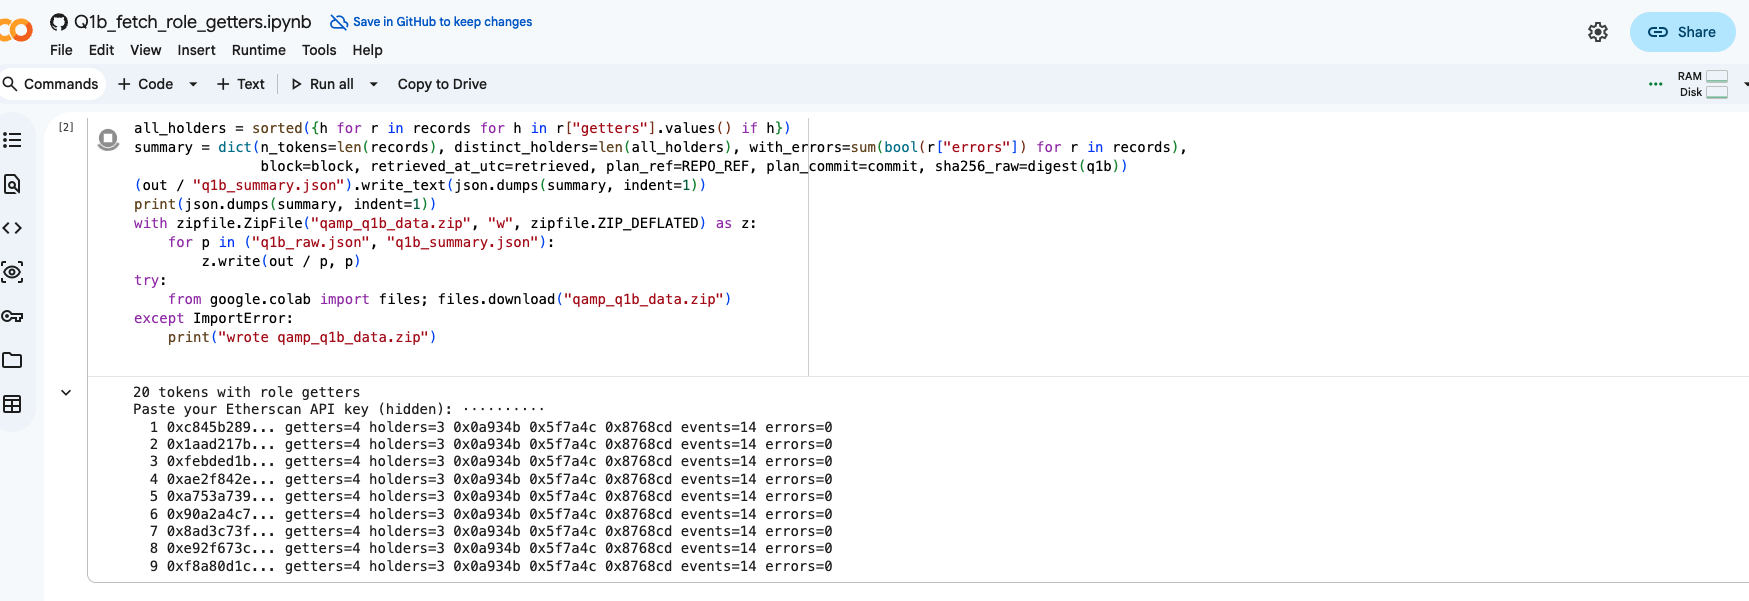 Q1b_fetch_role_getters.ipynb
Save in GitHub to keep changes
File Edit View Insert Runtime Tools Help
Share
Commands + Code + Text Run all Copy to Drive
RAM
Disk
[2]
all_holders = sorted({h for r in records for h in r["getters"].values() if h})
summary = dict(n_tokens=len(records), distinct_holders=len(all_holders), with_errors=sum(bool(r["errors"]) for r in records),
block=block, retrieved_at_utc=retrieved, plan_ref=REPO_REF, plan_commit=commit, sha256_raw=digest(q1b))
(out / "q1b_summary.json").write_text(json.dumps(summary, indent=1))
print(json.dumps(summary, indent=1))
with zipfile.ZipFile("qamp_q1b_data.zip", "w", zipfile.ZIP_DEFLATED) as z:
for p in ("q1b_raw.json", "q1b_summary.json"):
z.write(out / p, p)
try:
from google.colab import files; files.download("qamp_q1b_data.zip")
except ImportError:
print("wrote qamp_q1b_data.zip")
20 tokens with role getters
Paste your Etherscan API key (hidden): ··········
1 0xc845b289... getters=4 holders=3 0x0a934b 0x5f7a4c 0x8768cd events=14 errors=0
2 0x1aad217b... getters=4 holders=3 0x0a934b 0x5f7a4c 0x8768cd events=14 errors=0
3 0xfebded1b... getters=4 holders=3 0x0a934b 0x5f7a4c 0x8768cd events=14 errors=0
4 0xae2f842e... getters=4 holders=3 0x0a934b 0x5f7a4c 0x8768cd events=14 errors=0
5 0xa753a739... getters=4 holders=3 0x0a934b 0x5f7a4c 0x8768cd events=14 errors=0
6 0x90a2a4c7... getters=4 holders=3 0x0a934b 0x5f7a4c 0x8768cd events=14 errors=0
7 0x8ad3c73f... getters=4 holders=3 0x0a934b 0x5f7a4c 0x8768cd events=14 errors=0
8 0xe92f673c... getters=4 holders=3 0x0a934b 0x5f7a4c 0x8768cd events=14 errors=0
9 0xf8a80d1c... getters=4 holders=3 0x0a934b 0x5f7a4c 0x8768cd events=14 errors=0